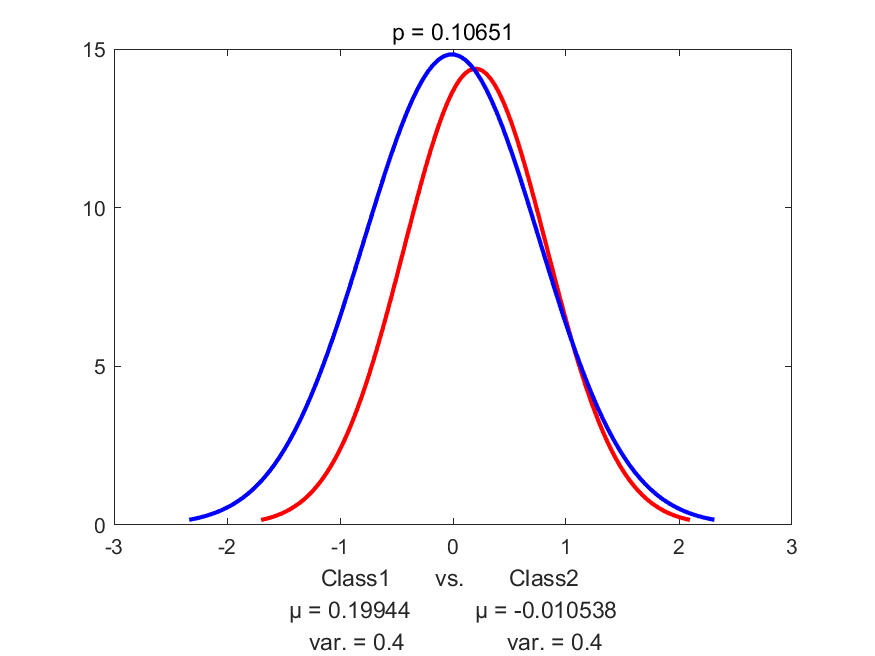 p = 0.10651
15
10
5
0
-3 -2 -1 0 1 2 3
Class1 vs. Class2
μ = 0.19944 μ = -0.010538
var. = 0.4 var. = 0.4